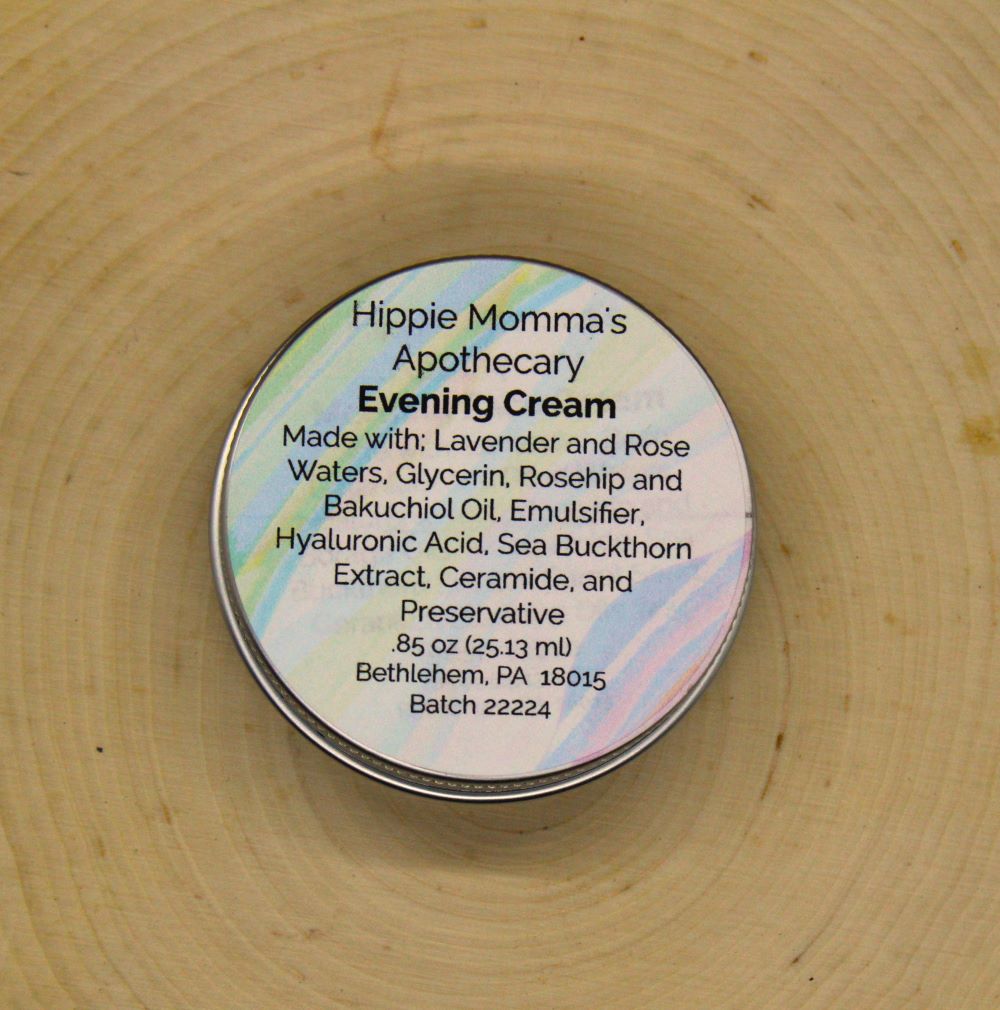 Hippie Momma's
Apothecary
Evening Cream
Made with; Lavender and Rose
Waters, Glycerin, Rosehip and
Bakuchiol Oil, Emulsifier,
Hyaluronic Acid, Sea Buckthorn
Extract, Ceramide, and
Preservative
.85 oz (25.13 ml)
Bethlehem, PA 18015
Batch 22224